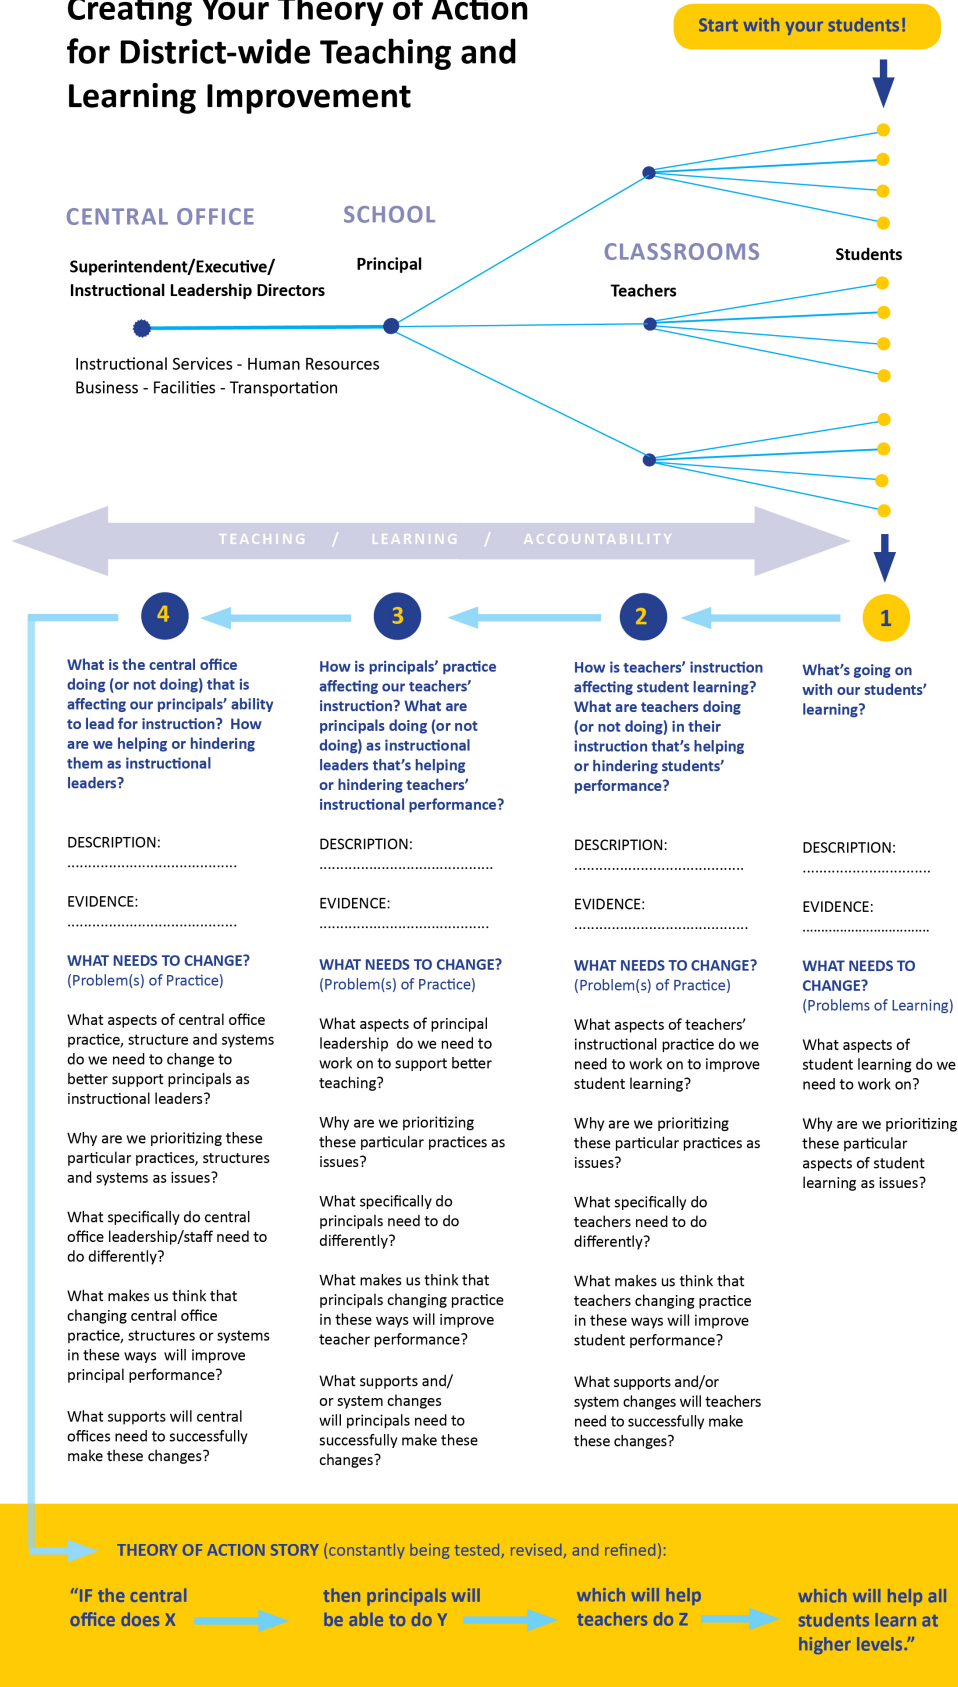 Creating Your Theory of Action
for District-wide Teaching and
Learning Improvement
Start with your students!
CENTRAL OFFICE
Superintendent/Executive/
Instructional Leadership Directors
Instructional Services - Human Resources
Business - Facilities - Transportation
SCHOOL
Principal
CLASSROOMS
Teachers
Students
TEACHING / LEARNING / ACCOUNTABILITY
4
What is the central office
doing (or not doing) that is
affecting our principals’ ability
to lead for instruction? How
are we helping or hindering
them as instructional
leaders?
DESCRIPTION:
.........................................
EVIDENCE:
.........................................
WHAT NEEDS TO CHANGE?
(Problem(s) of Practice)
What aspects of central office
practice, structure and systems
do we need to change to
better support principals as
instructional leaders?
Why are we prioritizing these
particular practices, structures
and systems as issues?
What specifically do central
office leadership/staff need to
do differently?
What makes us think that
changing central office
practice, structures or systems
in these ways will improve
principal performance?
What supports will central
offices need to successfully
make these changes?
3
How is principals’ practice
affecting our teachers’
instruction? What are
principals doing (or not
doing) as instructional
leaders that’s helping
or hindering teachers’
instructional performance?
DESCRIPTION:
..........................................
EVIDENCE:
.........................................
WHAT NEEDS TO CHANGE?
(Problem(s) of Practice)
What aspects of principal
leadership do we need to
work on to support better
teaching?
Why are we prioritizing
these particular practices as
issues?
What specifically do
principals need to do
differently?
What makes us think that
principals changing practice
in these ways will improve
teacher performance?
What supports and/
or system changes
will principals need to
successfully make these
changes?
2
How is teachers’ instruction
affecting student learning?
What are teachers doing
(or not doing) in their
instruction that’s helping
or hindering students’
performance?
DESCRIPTION:
.........................................
EVIDENCE:
..........................................
WHAT NEEDS TO CHANGE?
(Problem(s) of Practice)
What aspects of teachers’
instructional practice do we
need to work on to improve
student learning?
Why are we prioritizing
these particular practices as
issues?
What specifically do
teachers need to do
differently?
What makes us think that
teachers changing practice
in these ways will improve
student performance?
What supports and/or
system changes will teachers
need to successfully make
these changes?
1
What’s going on
with our students’
learning?
DESCRIPTION:
...............................
EVIDENCE:
...............................
WHAT NEEDS TO
CHANGE?
(Problems of Learning)
What aspects of
student learning do we
need to work on?
Why are we prioritizing
these particular
aspects of student
learning as issues?
THEORY OF ACTION STORY (constantly being tested, revised, and refined):
“IF the central
office does X
then principals will
be able to do Y
which will help
teachers do Z
which will help all
students learn at
higher levels.”